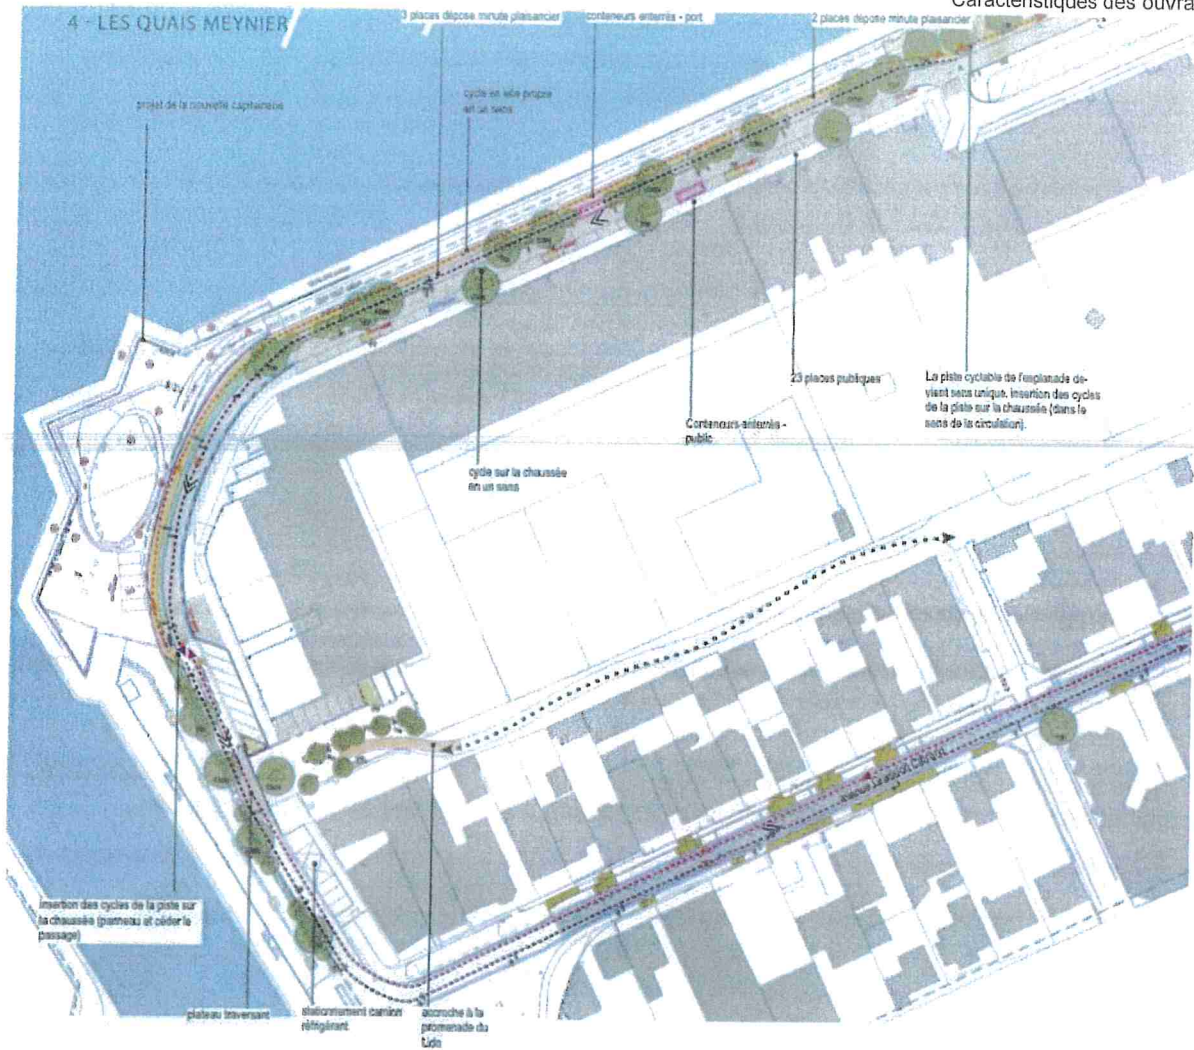 Caractéristiques des ouvra
4 - LES QUAIS MEYNIER
3 places dépose minute plaisancier
conteneurs enterrés - port
2 places dépose minute plaisancier
projet de la nouvelle capitainerie
cycle en site propre
en un sens
23 places publiques
La piste cyclable de l'esplanade de-
vient sens unique. Insertion des cycles
de la piste sur la chaussée (dans le
sens de la circulation).
Conteneurs enterrés -
public
cycle sur la chaussée
en un sens
insertion des cycles de la piste sur
la chaussée (panneau et céder le
passage)
plateau traversant
stationnement camion
réfrigérant
accroche à la
promenade du
Lido